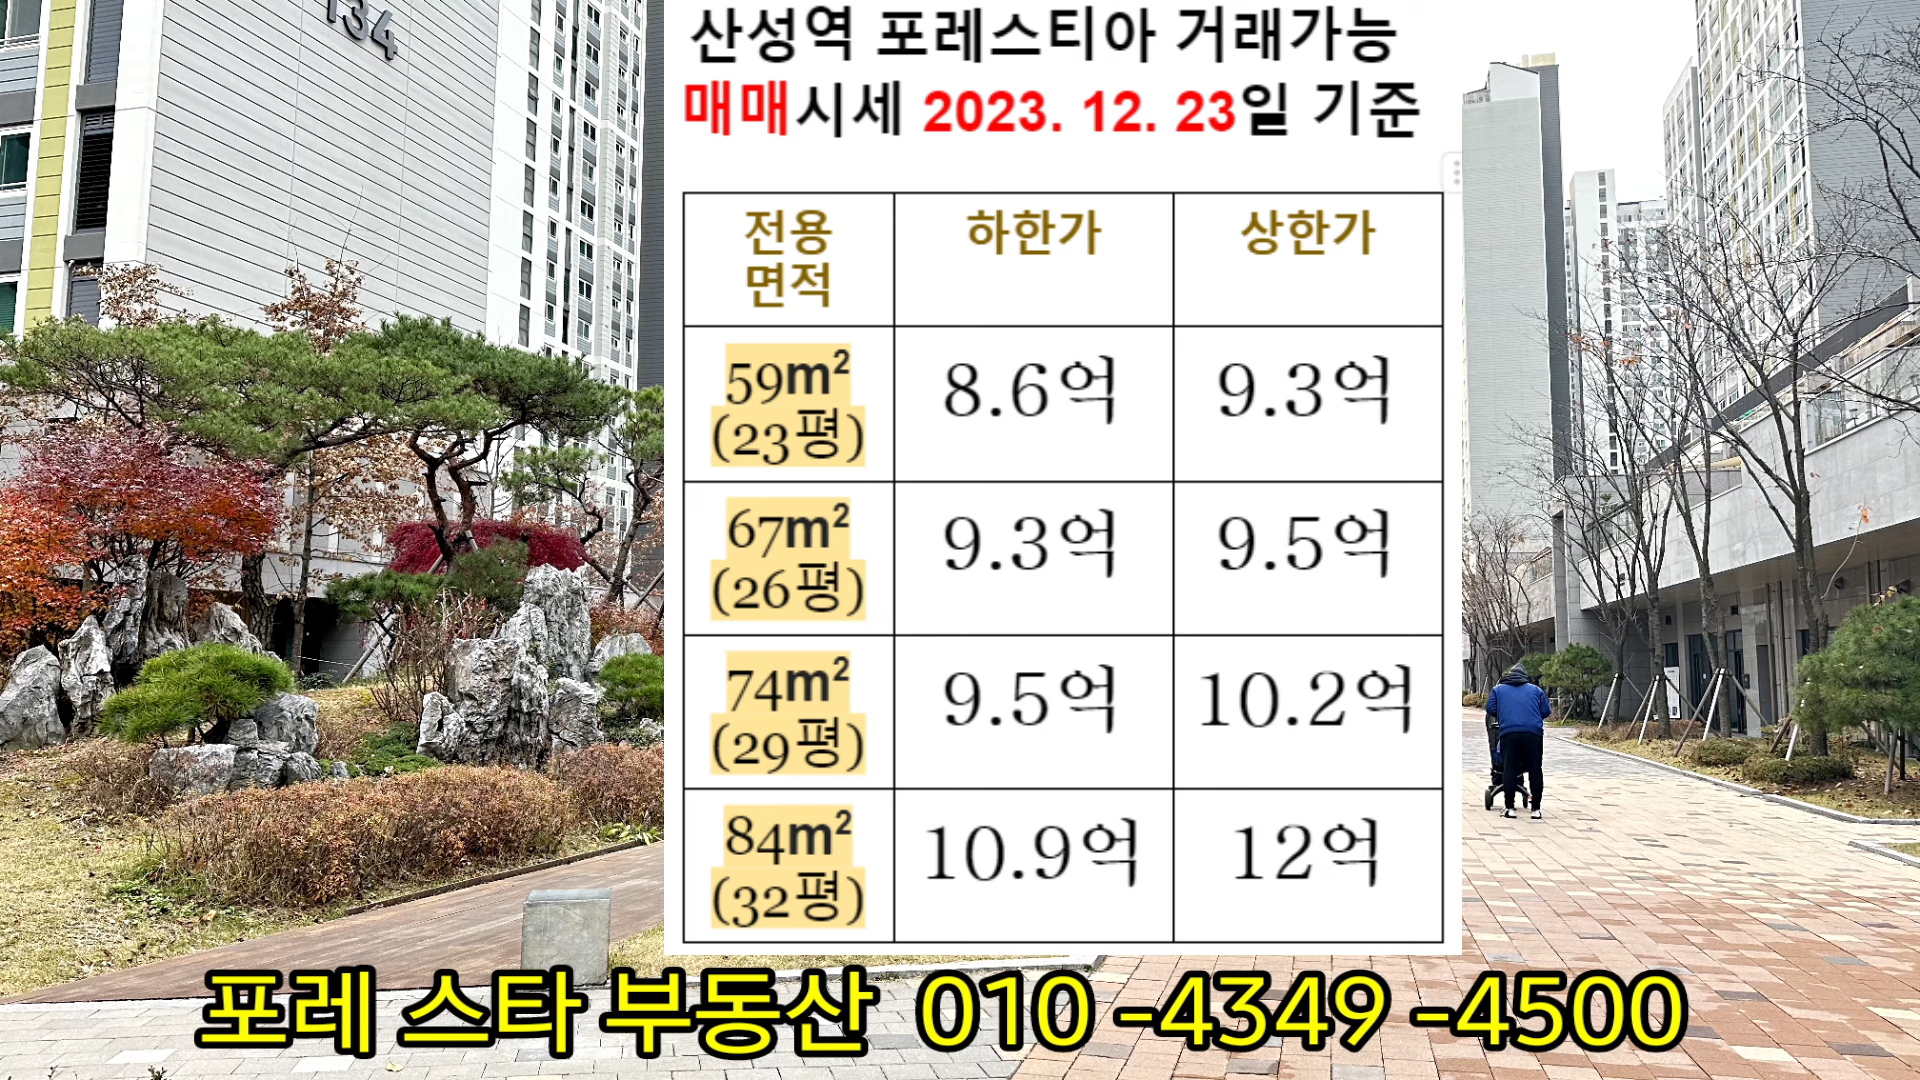 134
산성역 포레스티아 거래가능
매매시세 2023. 12. 23일 기준
전용 면적 하한가 상한가
59m² (23평) 8.6억 9.3억
67m² (26평) 9.3억 9.5억
74m² (29평) 9.5억 10.2억
84m² (32평) 10.9억 12억
포레 스타 부동산 010 -4349 -4500